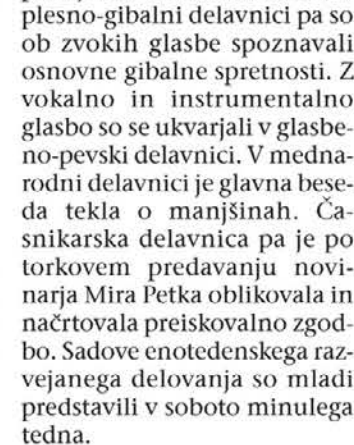 plesno-gibalni delavnici pa so
ob zvokih glasbe spoznavali
osnovne gibalne spretnosti. Z
vokalno in instrumentalno
glasbo so se ukvarjali v glasbe-
no-pevski delavnici. V medna-
rodni delavnici je glavna bese-
da tekla o manjšinah. Ča-
snikarska delavnica pa je po
torkovem predavanju novi-
narja Mira Petka oblikovala in
načrtovala preiskovalno zgod-
bo. Sadove enotedenskega raz-
vejanega delovanja so mladi
predstavili v soboto minulega
tedna.